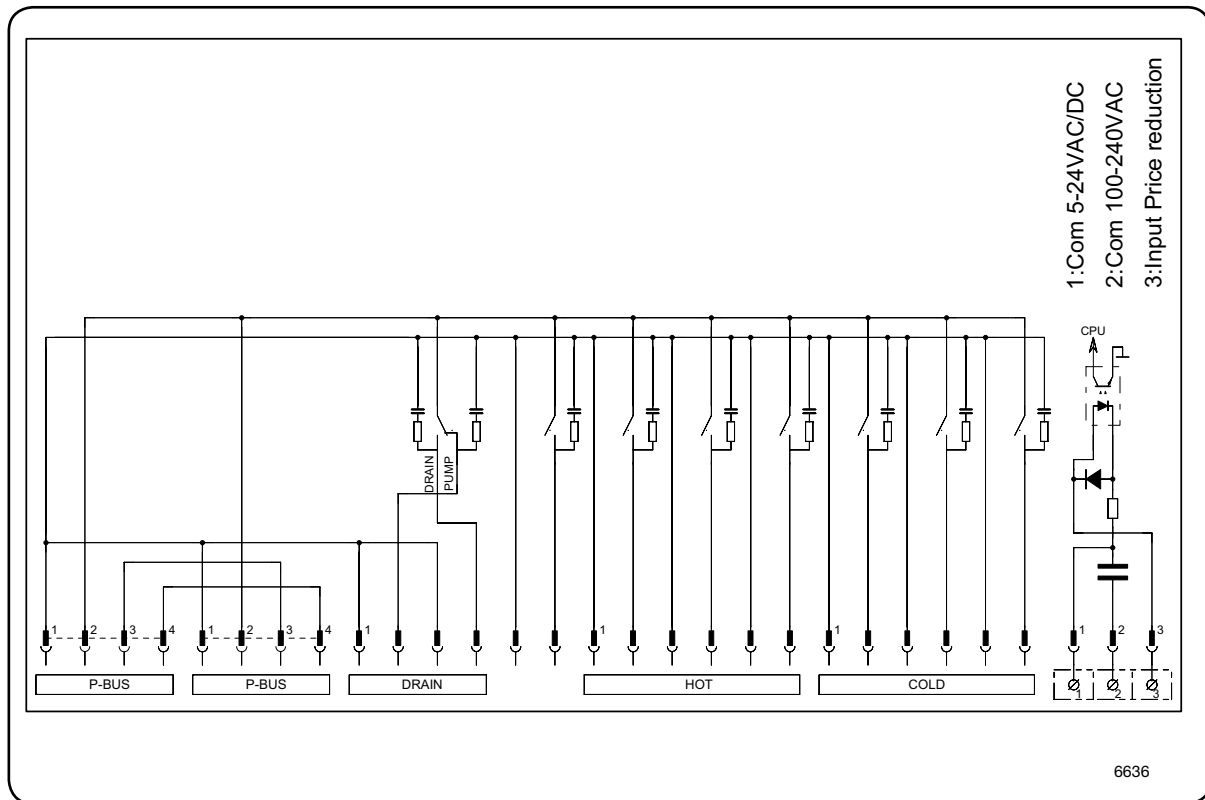 1:Com 5-24VAC/DC
2:Com 100-240VAC
3:Input Price reduction
CPU
DRAIN
PUMP
1 2 3 4 1 2 3 4 1 1 1 1 2 3
P-BUS P-BUS DRAIN HOT COLD 1 2 3
6636